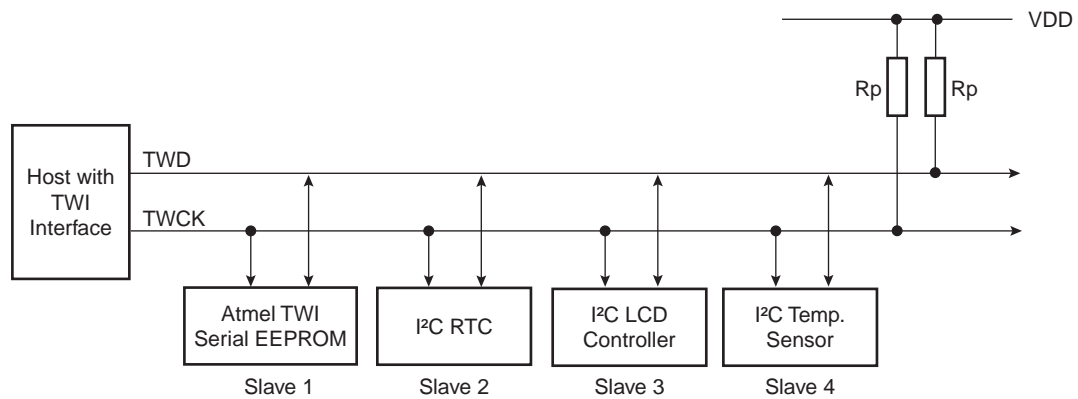 VDD
Rp Rp
Host with
TWI
Interface
TWD
TWCK
Atmel TWI
Serial EEPROM
Slave 1
I²C RTC
Slave 2
I²C LCD
Controller
Slave 3
I²C Temp.
Sensor
Slave 4